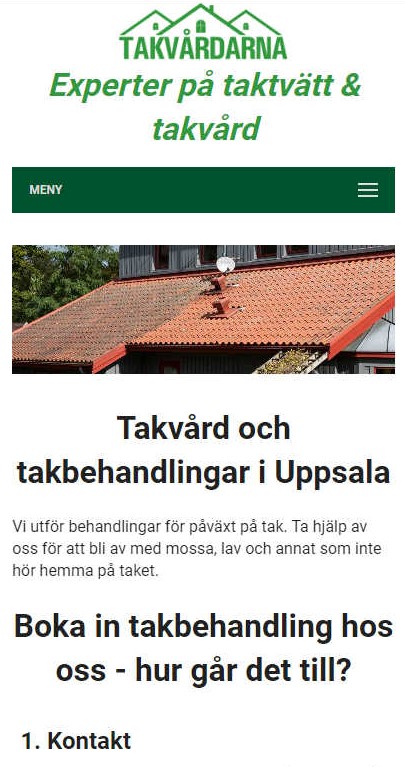 TAKVÅRDARNA
Experter på taktvätt &
takvård
MENY
Takvård och
takbehandlingar i Uppsala
Vi utför behandlingar för påväxt på tak. Ta hjälp av
oss för att bli av med mossa, lav och annat som inte
hör hemma på taket.
Boka in takbehandling hos
oss - hur går det till?
1. Kontakt